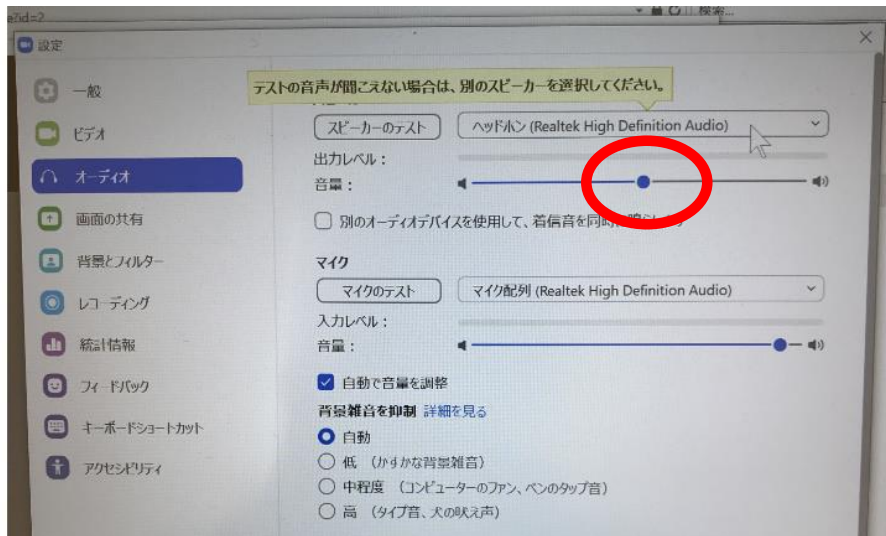 ?id=2
検索...
設定
一般
ビデオ
オーディオ
画面の共有
背景とフィルター
レコーディング
統計情報
フィードバック
キーボードショートカット
アクセシビリティ
テストの音声が聞こえない場合は、別のスピーカーを選択してください。
スピーカーのテスト
ヘッドホン (Realtek High Definition Audio)
出力レベル：
音量：
別のオーディオデバイスを使用して、着信音を同時に
マイク
マイクのテスト
マイク配列 (Realtek High Definition Audio)
入力レベル：
音量：
自動で音量を調整
背景雑音を抑制 詳細を見る
自動
低 （かすかな背景雑音）
中程度 （コンピューターのファン、ペンのタップ音）
高 （タイプ音、犬の吠え声）